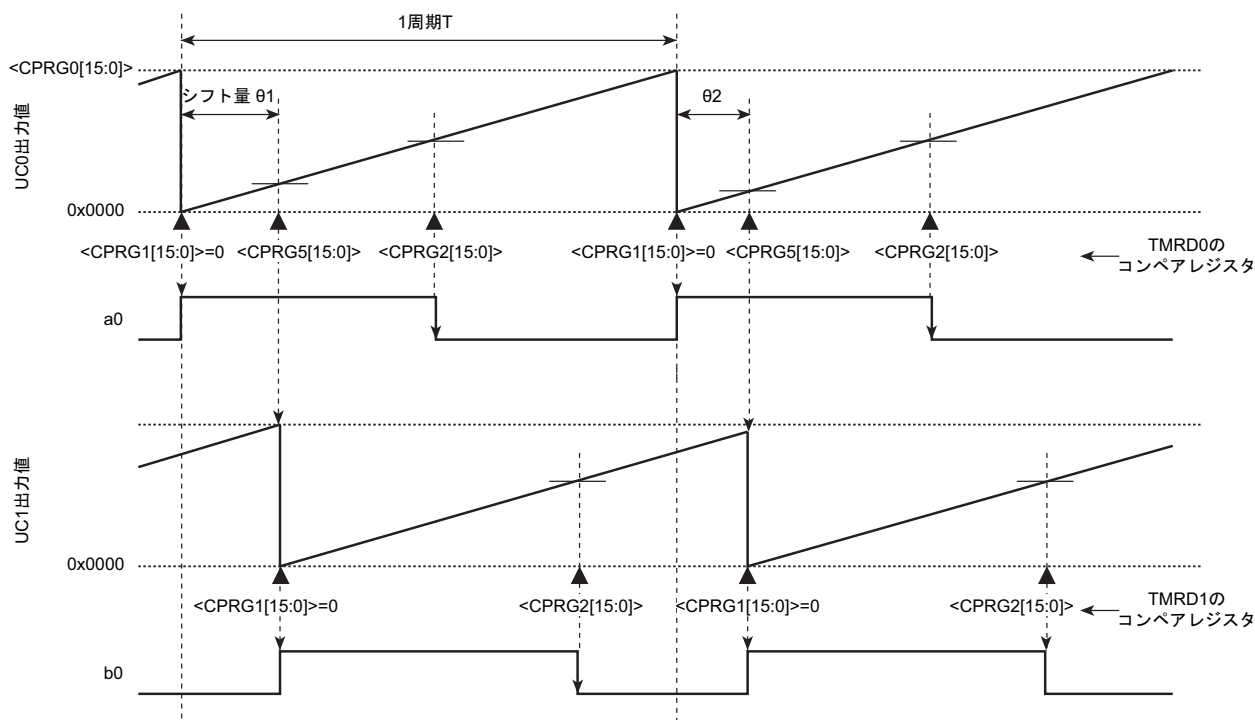 1周期T
<CPRG0[15:0]>
シフト量 θ1
θ2
UC0出力値
0x0000
<CPRG1[15:0]>=0
<CPRG5[15:0]>
<CPRG2[15:0]>
<CPRG1[15:0]>=0
<CPRG5[15:0]>
<CPRG2[15:0]>
TMRD0の
コンペアレジスタ
a0
UC1出力値
0x0000
<CPRG1[15:0]>=0
<CPRG2[15:0]>
<CPRG1[15:0]>=0
<CPRG2[15:0]>
TMRD1の
コンペアレジスタ
b0